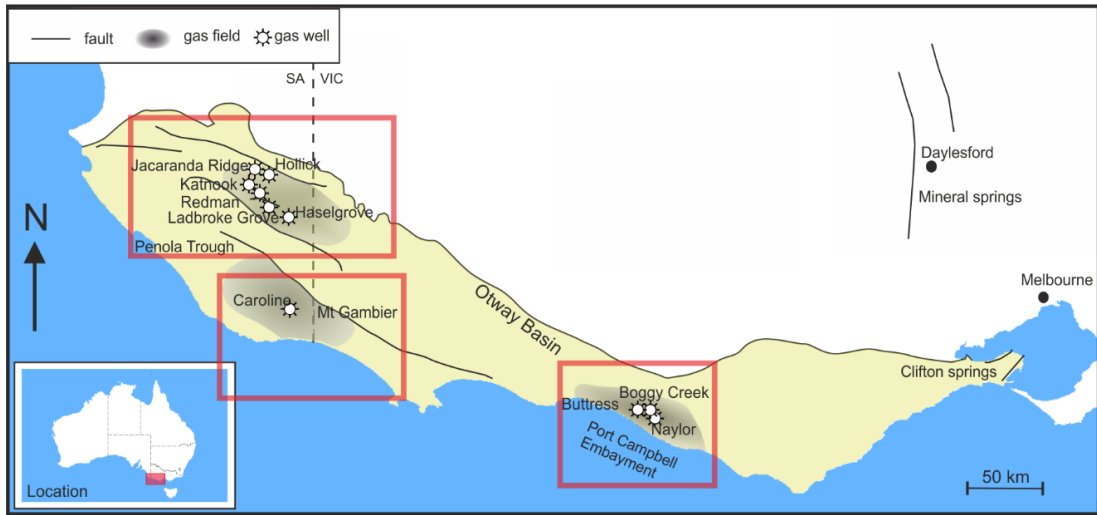 fault
gas field
gas well
SA
VIC
Jacaranda Ridge
Hollick
Katnook
Redman
Ladbroke Grove
Haselgrove
Penola Trough
N
Caroline
Mt Gambier
Otway Basin
Daylesford
Mineral springs
Melbourne
Clifton springs
Boggy Creek
Buttress
Naylor
Port Campbell
Embayment
50 km
Location